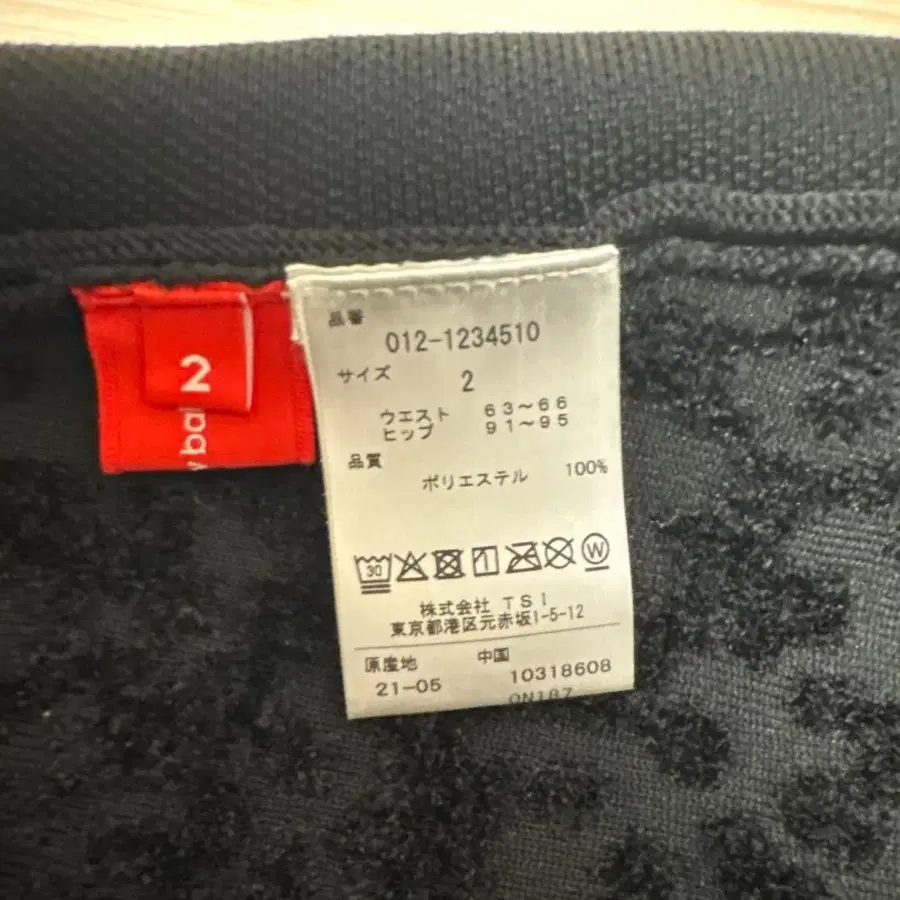 2
品番
012-1234510
サイズ
2
ウエスト 63~66
ヒップ 91~95
品質
ポリエステル 100%
30
W
株式会社 TSI
東京都港区元赤坂1-5-12
原産地 中国
21-05 10318608